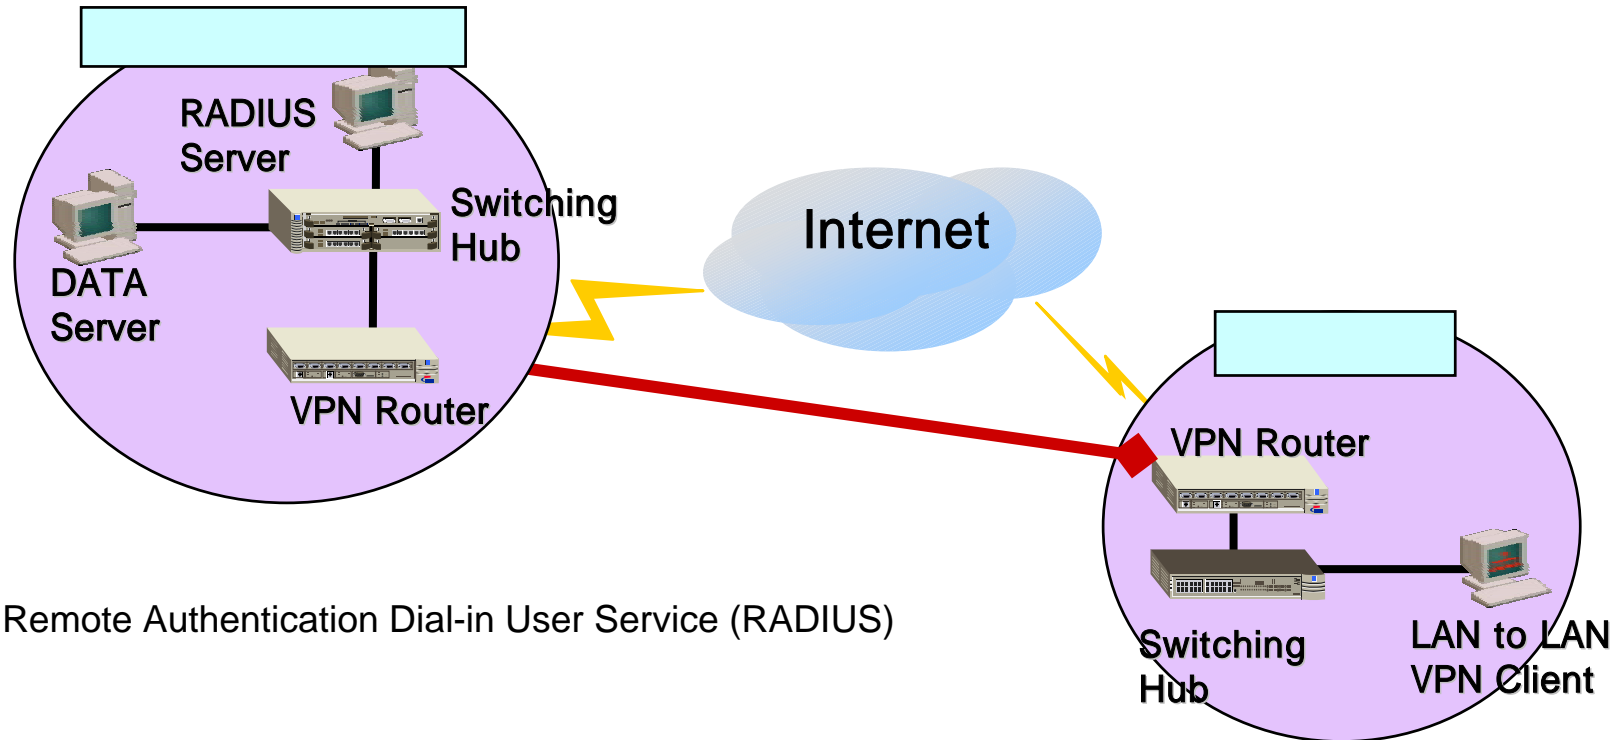 RADIUS
Server
Switching
Hub
DATA
Server
VPN Router
Internet
VPN Router
Switching
Hub
LAN to LAN
VPN Client
Remote Authentication Dial-in User Service (RADIUS)